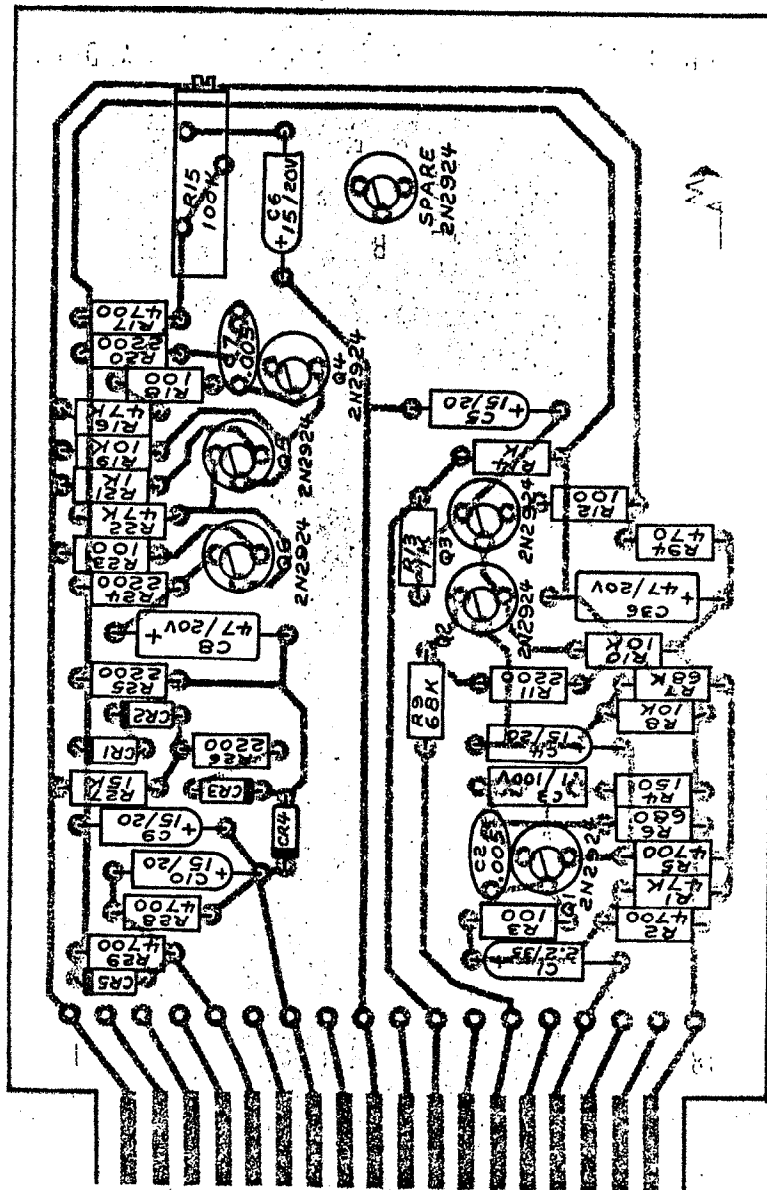 R15
100K
C6
+15/20V
SPARE
2N2924
4700
R17
2200
R20
C7
.005
Q4
2N2924
100
R18
47K
R16
10K
R19
1K
R21
Q5
2N2924
47K
R22
100
R23
2200
R24
Q6
2N2924
C8
47/20V
+
2200
R25
CR2
CR1
2200
R26
15K
R27
CR3
CR4
C9
+15/20
C10
+15/20
4700
R28
4700
R29
CR5
C5
+15/20
1K
R14
R13
1K
Q3
2N2924
100
R12
470
R94
Q2
2N2924
C36
+47/20V
10K
R10
R9
68K
2200
R11
68K
R7
10K
R8
C4
15/20
C3
.1/100V
150
R4
680
R6
C2
.005
Q1
4700
R5
47K
R1
100
R3
4700
R2
C1
2.2/35